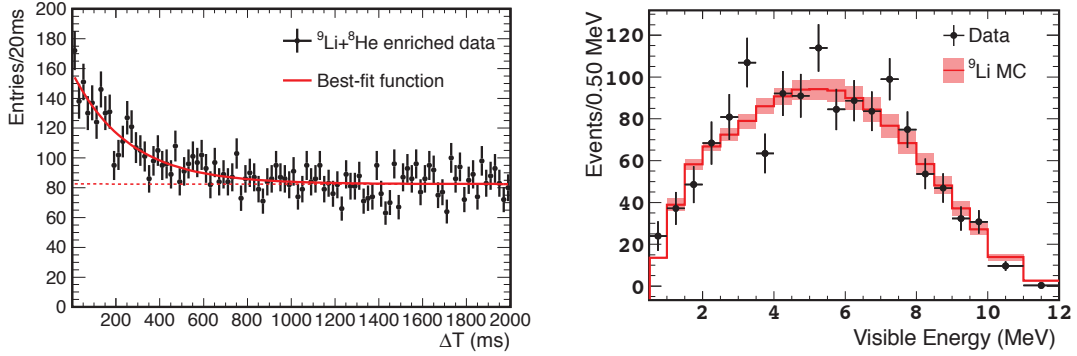 Entries/20ms
200
180
160
140
120
100
80
60
40
20
0
⁹Li+⁸He enriched data
Best-fit function
0 200 400 600 800 1000 1200 1400 1600 1800 2000
ΔT (ms)
Events/0.50 MeV
120
100
80
60
40
20
0
Data
⁹Li MC
2 4 6 8 10 12
Visible Energy (MeV)